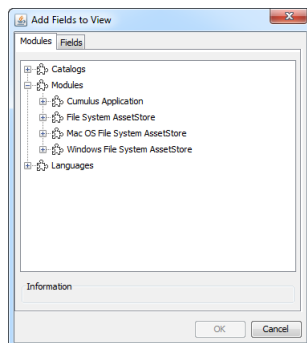 Add Fields to View
Modules Fields
Catalogs
Modules
Cumulus Application
File System AssetStore
Mac OS File System AssetStore
Windows File System AssetStore
Languages
Information
OK Cancel